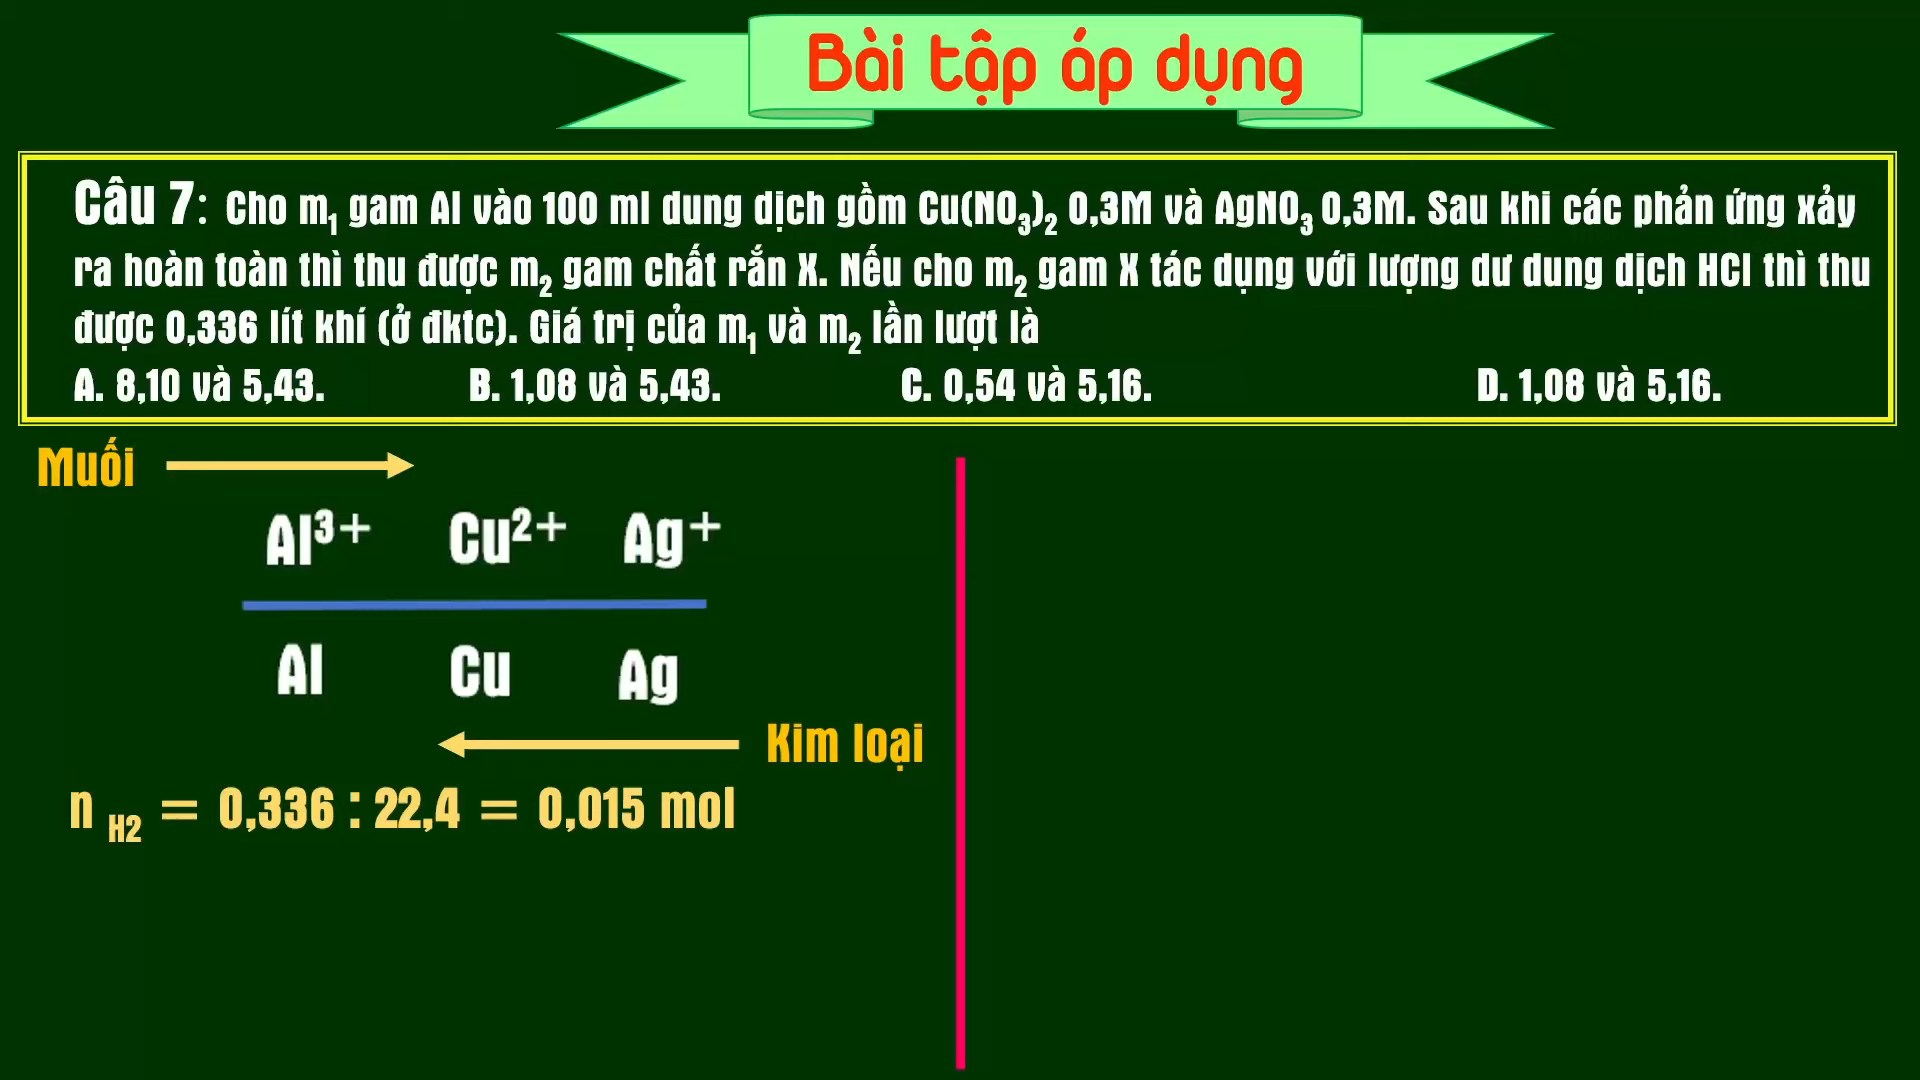 Bài tập áp dụng
Câu 7: Cho m₁ gam Al vào 100 ml dung dịch gồm Cu(NO₃)₂ 0,3M và AgNO₃ 0,3M. Sau khi các phản ứng xảy
ra hoàn toàn thì thu được m₂ gam chất rắn X. Nếu cho m₂ gam X tác dụng với lượng dư dung dịch HCl thì thu
được 0,336 lít khí (ở đktc). Giá trị của m₁ và m₂ lần lượt là
A. 8,10 và 5,43. B. 1,08 và 5,43. C. 0,54 và 5,16. D. 1,08 và 5,16.
Muối
Al³⁺ Cu²⁺ Ag⁺
Al Cu Ag
Kim loại
n H2 = 0,336 : 22,4 = 0,015 mol